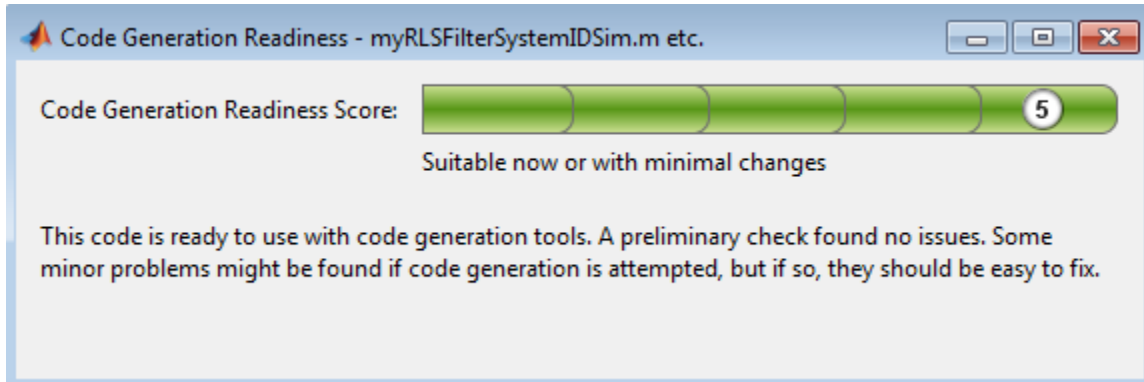 Code Generation Readiness - myRLSFilterSystemIDSim.m etc.
Code Generation Readiness Score:
5
Suitable now or with minimal changes
This code is ready to use with code generation tools. A preliminary check found no issues. Some
minor problems might be found if code generation is attempted, but if so, they should be easy to fix.